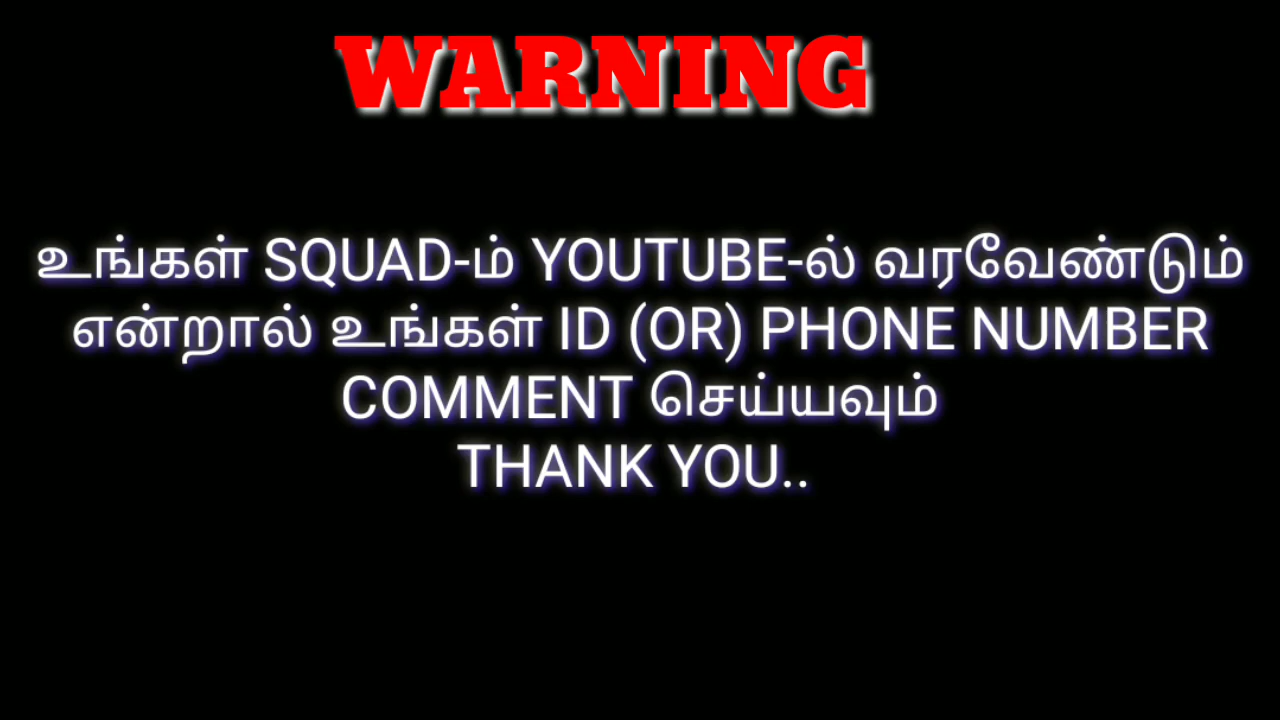 WARNING
உங்கள் SQUAD-ம் YOUTUBE-ல் வரவேண்டும்
என்றால் உங்கள் ID (OR) PHONE NUMBER
COMMENT செய்யவும்
THANK YOU..